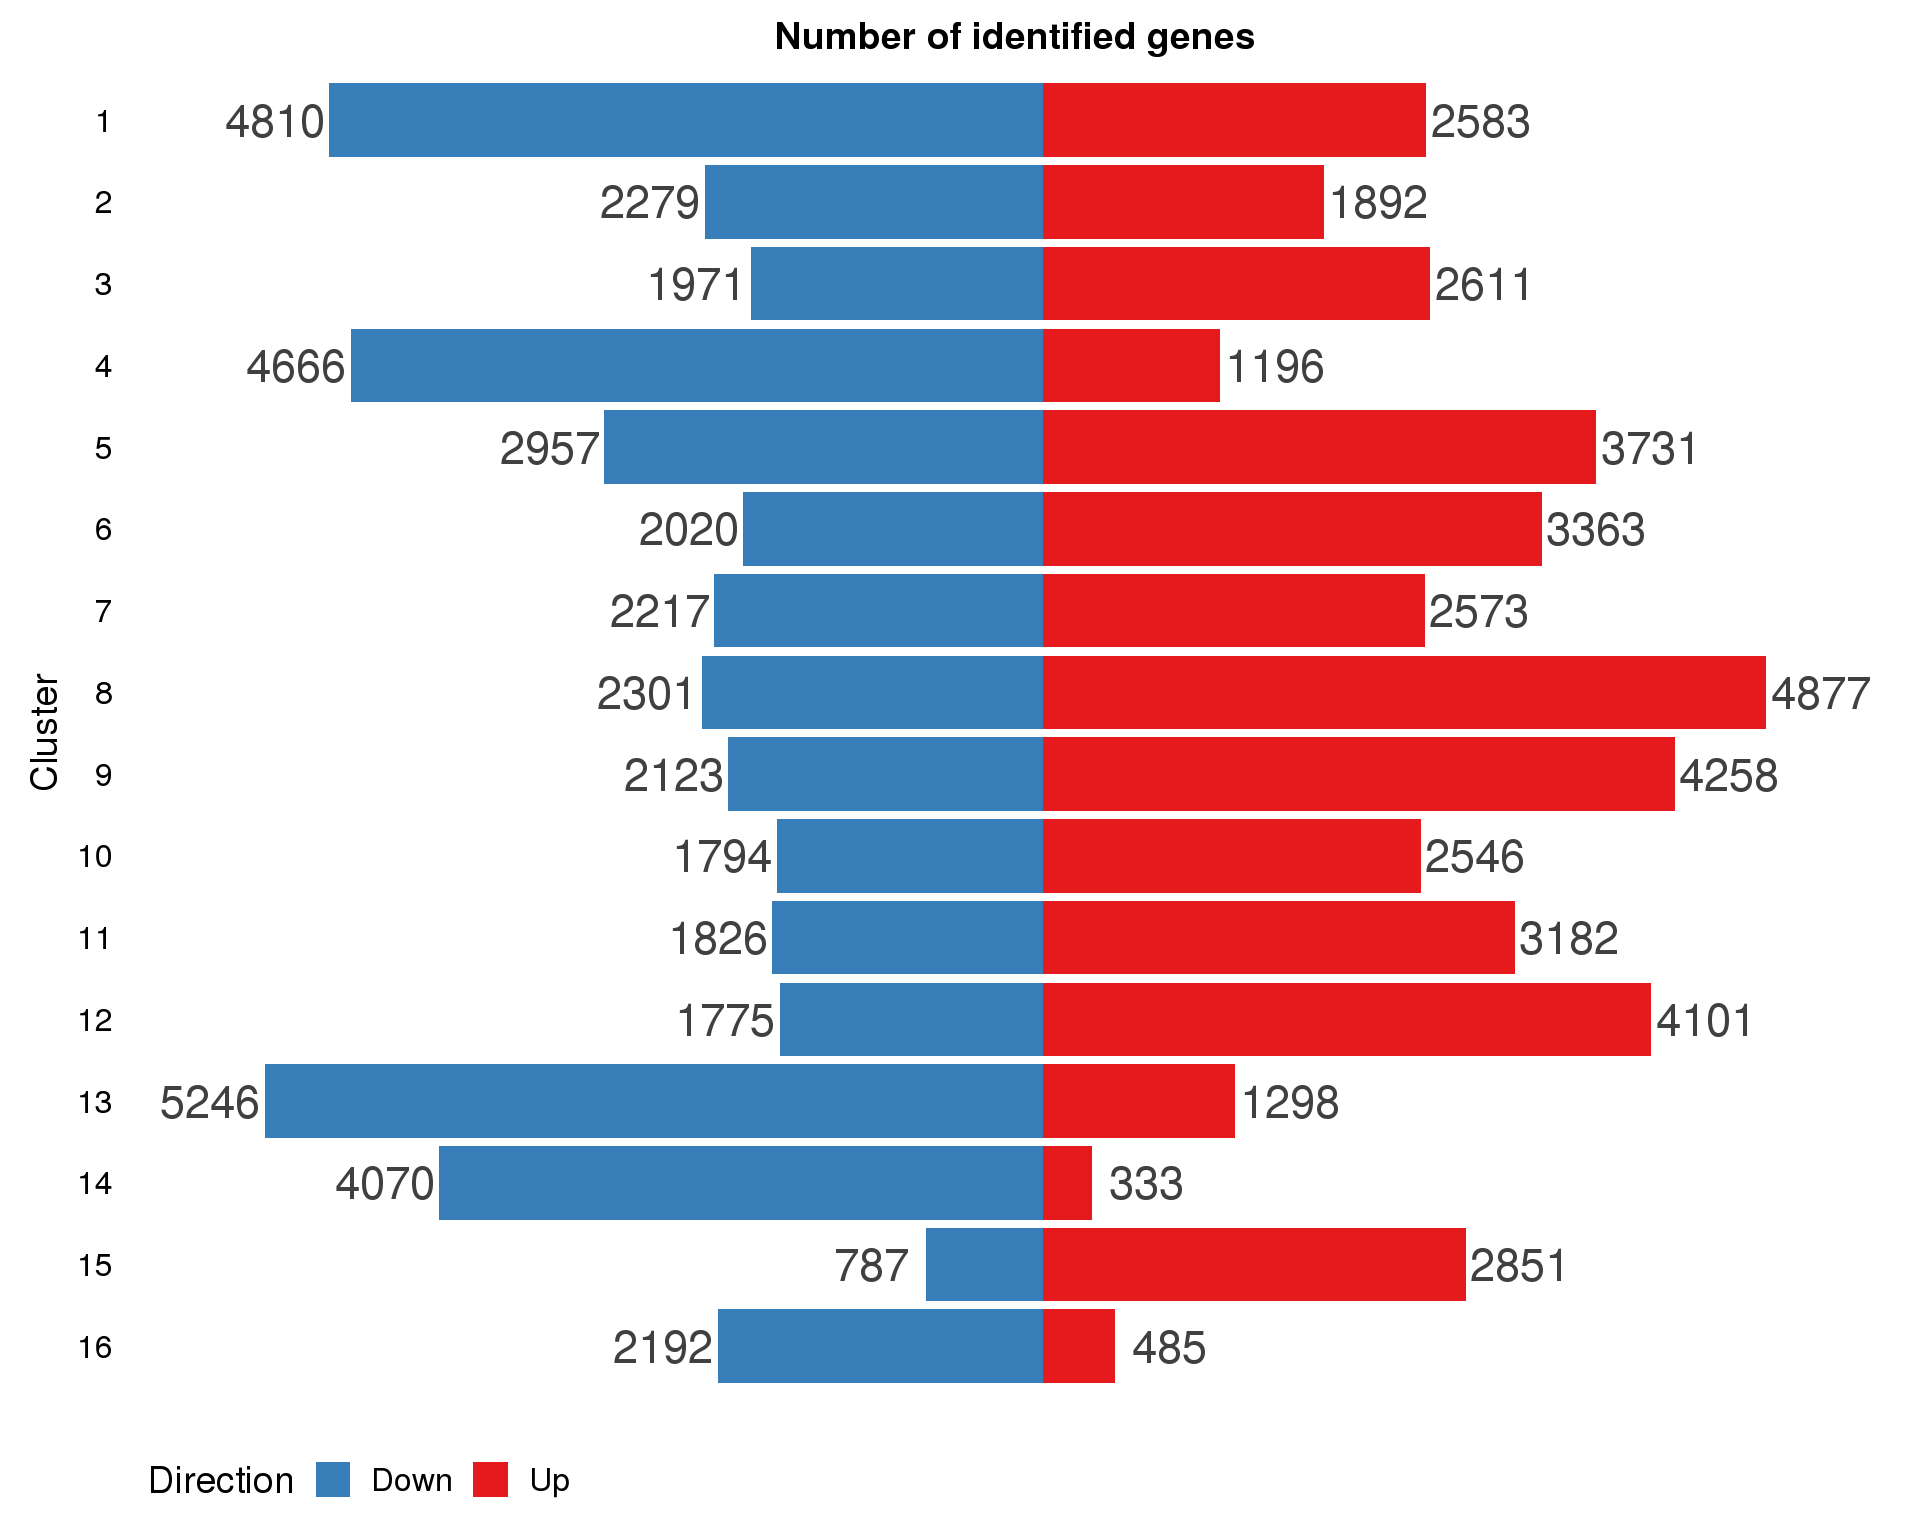 Number of identified genes
1 4810 2583
2 2279 1892
3 1971 2611
4 4666 1196
5 2957 3731
6 2020 3363
7 2217 2573
8 2301 4877
9 2123 4258
10 1794 2546
11 1826 3182
12 1775 4101
13 5246 1298
14 4070 333
15 787 2851
16 2192 485
Cluster
Direction Down Up